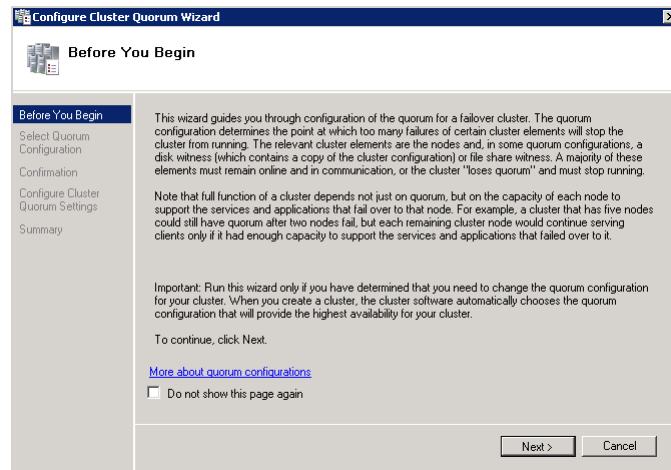 Configure Cluster Quorum Wizard
Before You Begin
Before You Begin
Select Quorum
Configuration
Confirmation
Configure Cluster
Quorum Settings
Summary
This wizard guides you through configuration of the quorum for a failover cluster. The quorum
configuration determines the point at which too many failures of certain cluster elements will stop the
cluster from running. The relevant cluster elements are the nodes and, in some quorum configurations, a
disk witness (which contains a copy of the cluster configuration) or file share witness. A majority of these
elements must remain online and in communication, or the cluster "loses quorum" and must stop running.
Note that full function of a cluster depends not just on quorum, but on the capacity of each node to
support the services and applications that fail over to that node. For example, a cluster that has five nodes
could still have quorum after two nodes fail, but each remaining cluster node would continue serving
clients only if it had enough capacity to support the services and applications that failed over to it.
Important: Run this wizard only if you have determined that you need to change the quorum configuration
for your cluster. When you create a cluster, the cluster software automatically chooses the quorum
configuration that will provide the highest availability for your cluster.
To continue, click Next.
More about quorum configurations
Do not show this page again
Next >
Cancel